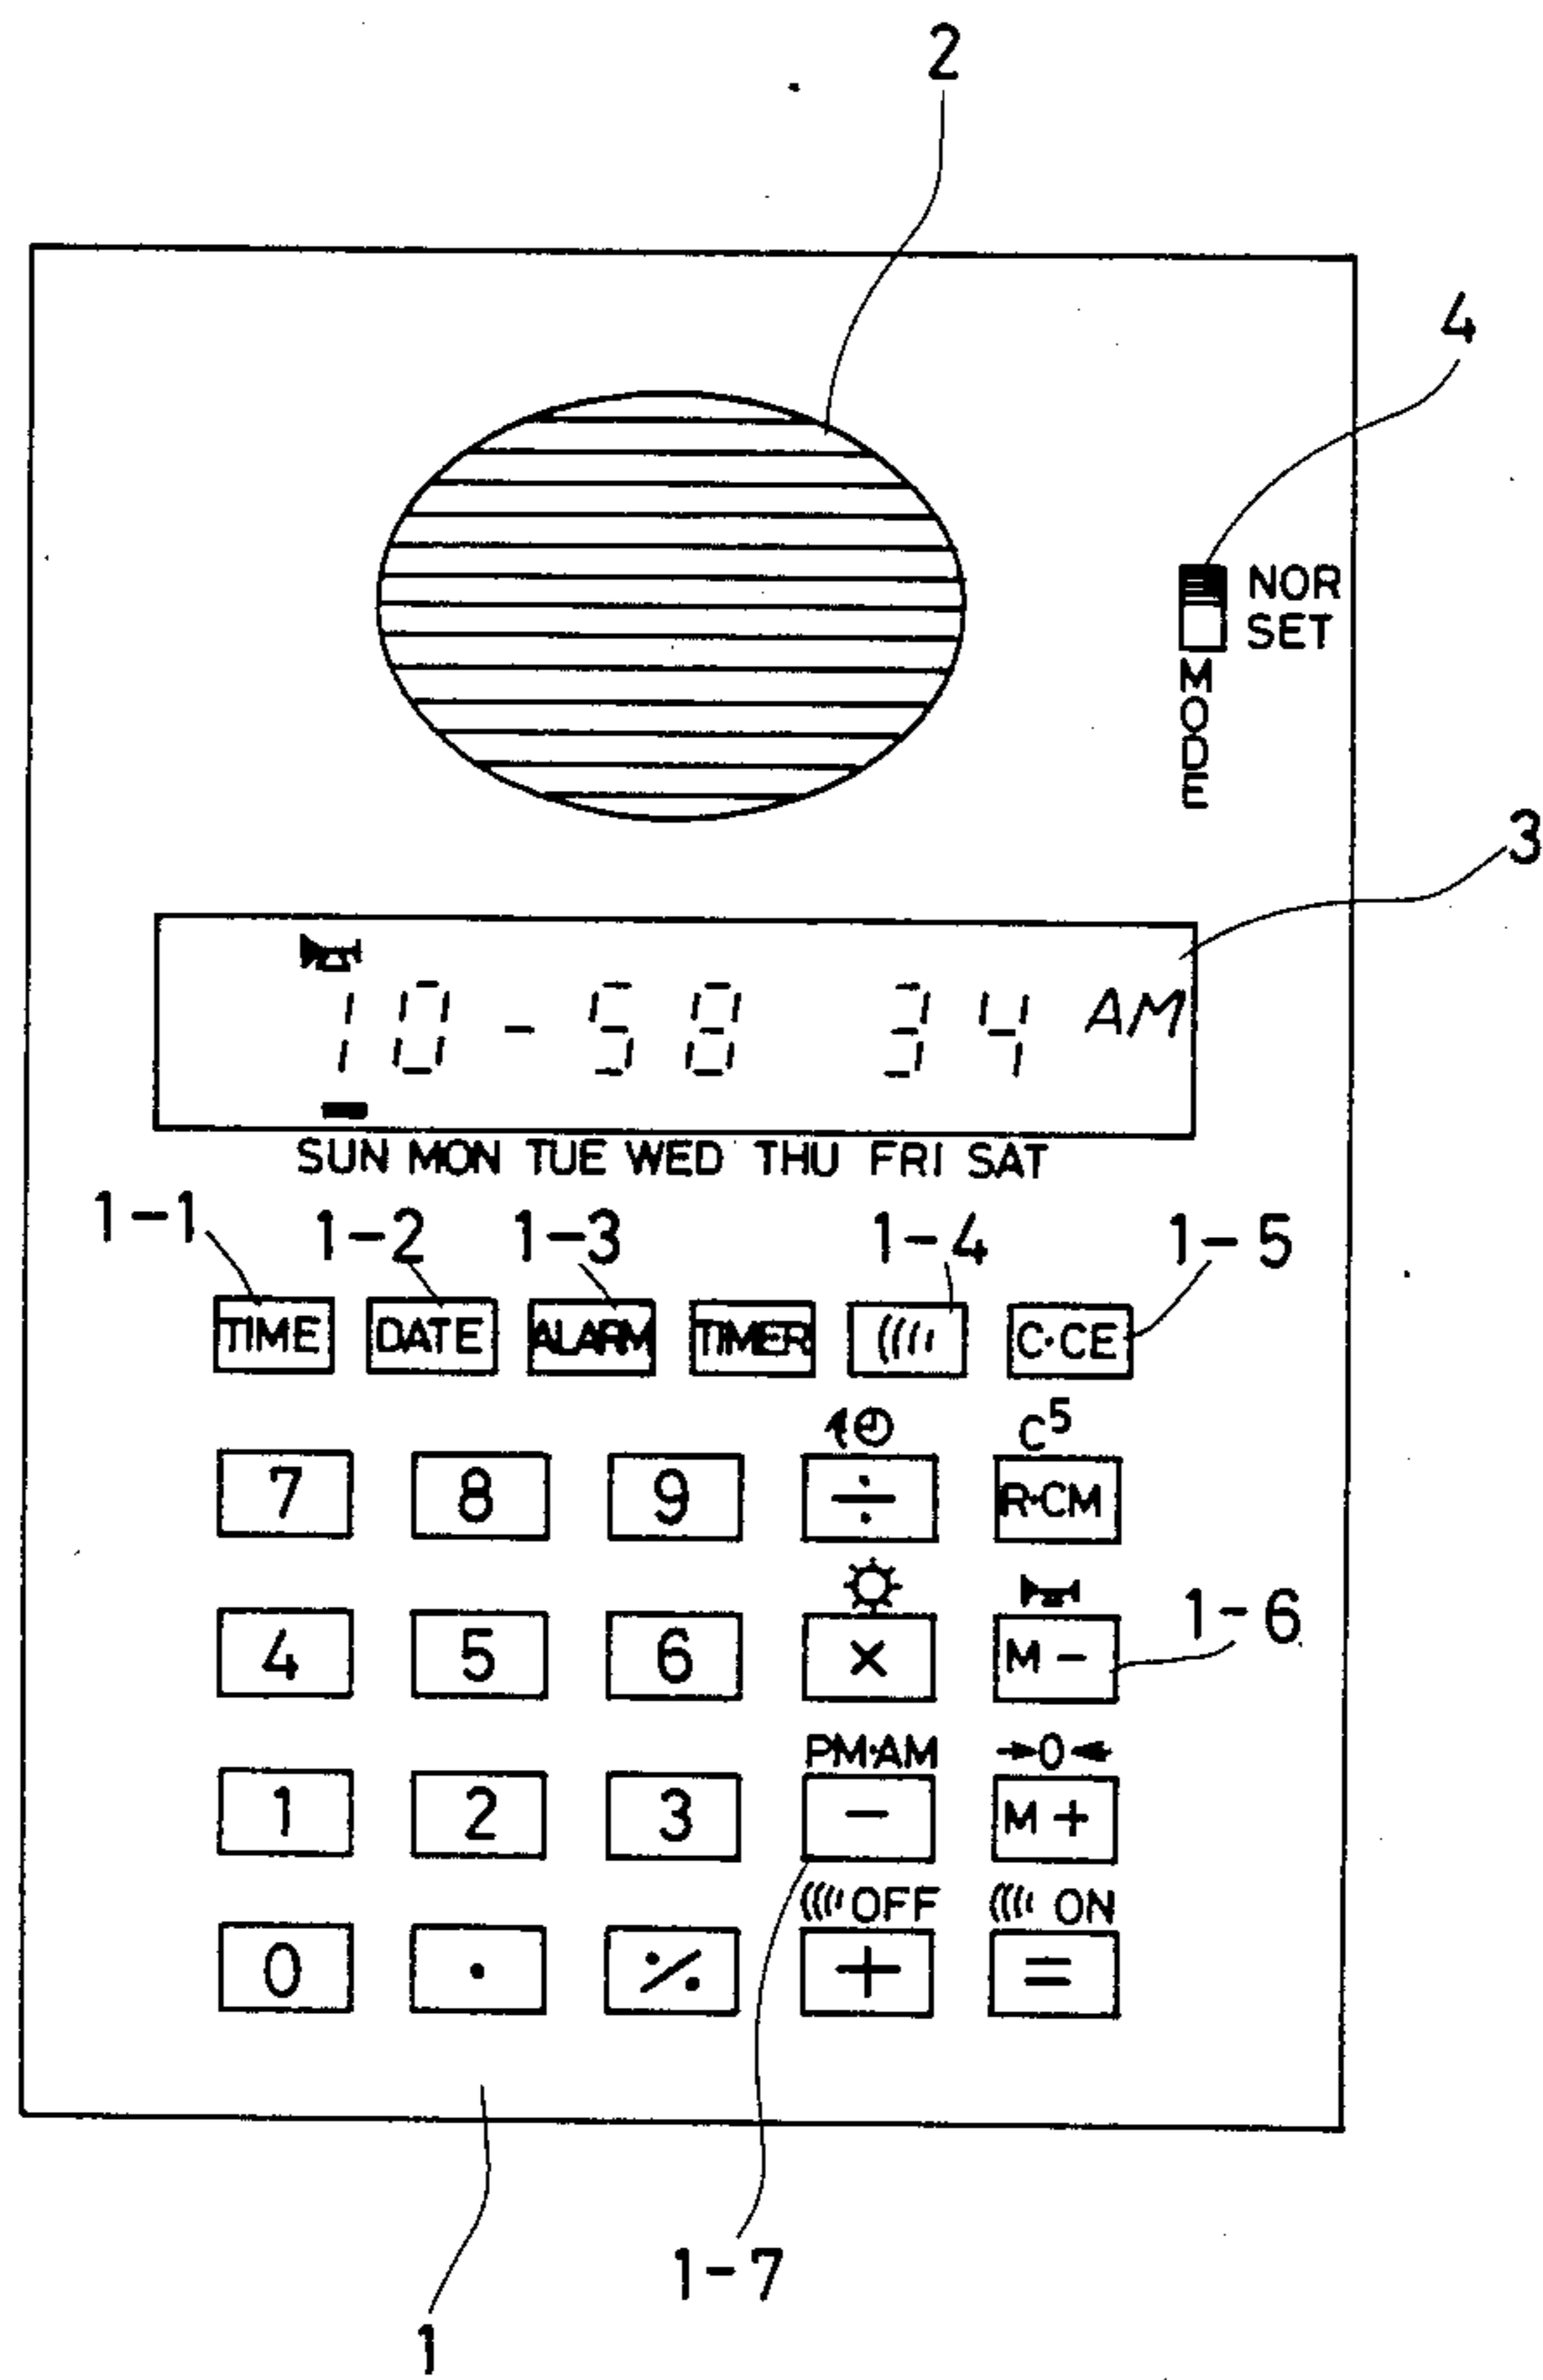 2
4
NOR
SET
MODE
3
10-58 34 AM
SUN MON TUE WED THU FRI SAT
1-1 1-2 1-3 1-4 1-5
TIME DATE ALARM TIMER C·CE
C5
7 8 9 ÷ R·CM
1-6
4 5 6 × M-
PM·AM →0←
1 2 3 - M+
OFF ON
0 · % + =
1-7
1